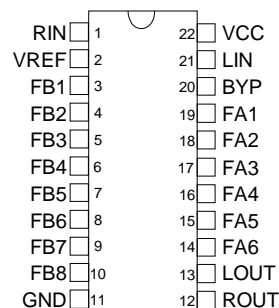 RIN 1 22 VCC
VREF 2 21 LIN
FB1 3 20 BYP
FB2 4 19 FA1
FB3 5 18 FA2
FB4 6 17 FA3
FB5 7 16 FA4
FB6 8 15 FA5
FB7 9 14 FA6
FB8 10 13 LOUT
GND 11 12 ROUT